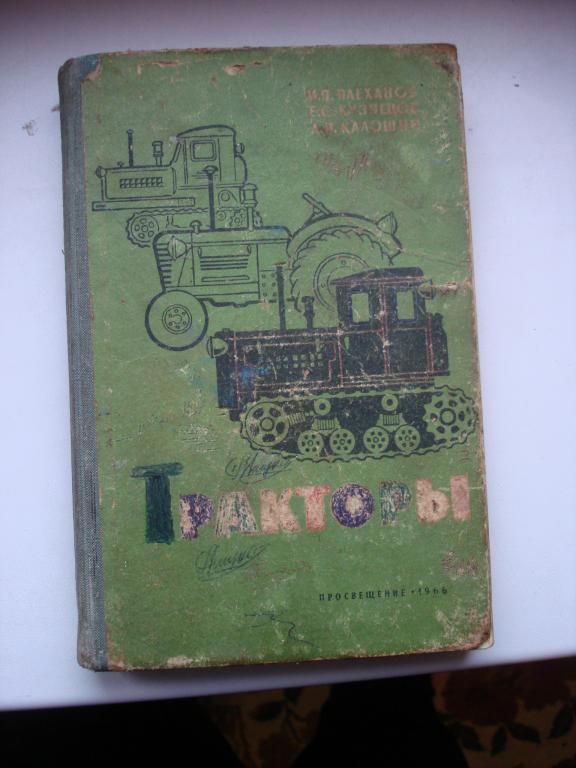 И.П. ПЛЕХАНОВ
Е.С. КУЗНЕЦОВ
А.И. КАЛОШИН
ТРАКТОРЫ
ПРОСВЕЩЕНИЕ • 1966